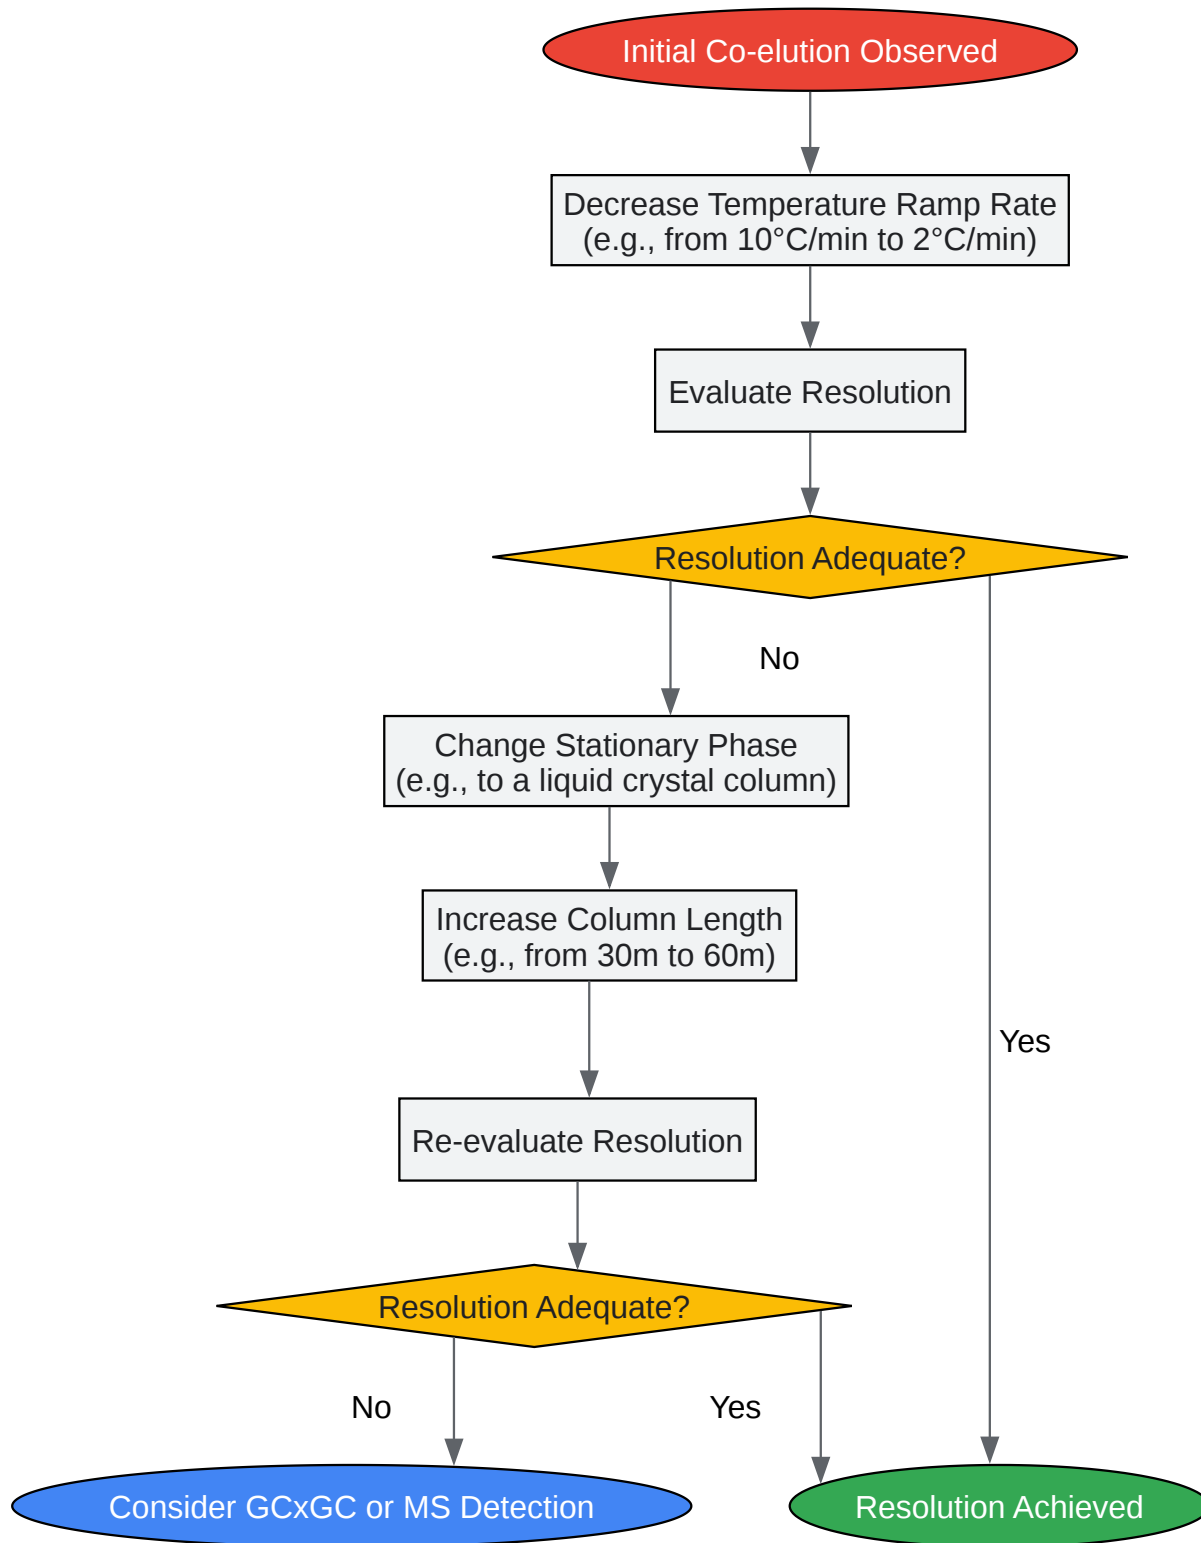 Initial Co-elution Observed
Decrease Temperature Ramp Rate
(e.g., from 10°C/min to 2°C/min)
Evaluate Resolution
Resolution Adequate?
No
Change Stationary Phase
(e.g., to a liquid crystal column)
Increase Column Length
(e.g., from 30m to 60m)
Yes
Re-evaluate Resolution
Resolution Adequate?
No
Yes
Consider GCxGC or MS Detection
Resolution Achieved